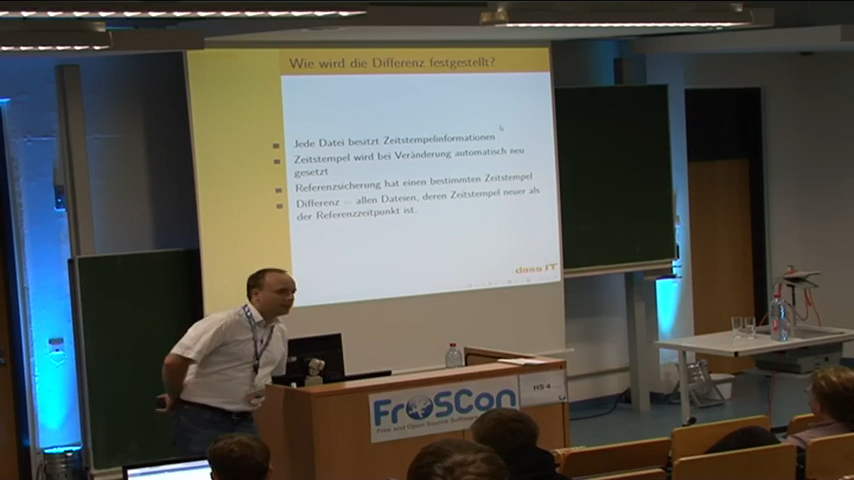 Wie wird die Differenz festgestellt?
Jede Datei besitzt Zeitstempelinformationen
Zeitstempel wird bei Veränderung automatisch neu
gesetzt
Referenzsicherung hat einen bestimmten Zeitstempel
Differenz = allen Dateien, deren Zeitstempel neuer als
der Referenzzeitpunkt ist.
dass IT
FrOSCon
Free and Open Source Software
HS 4